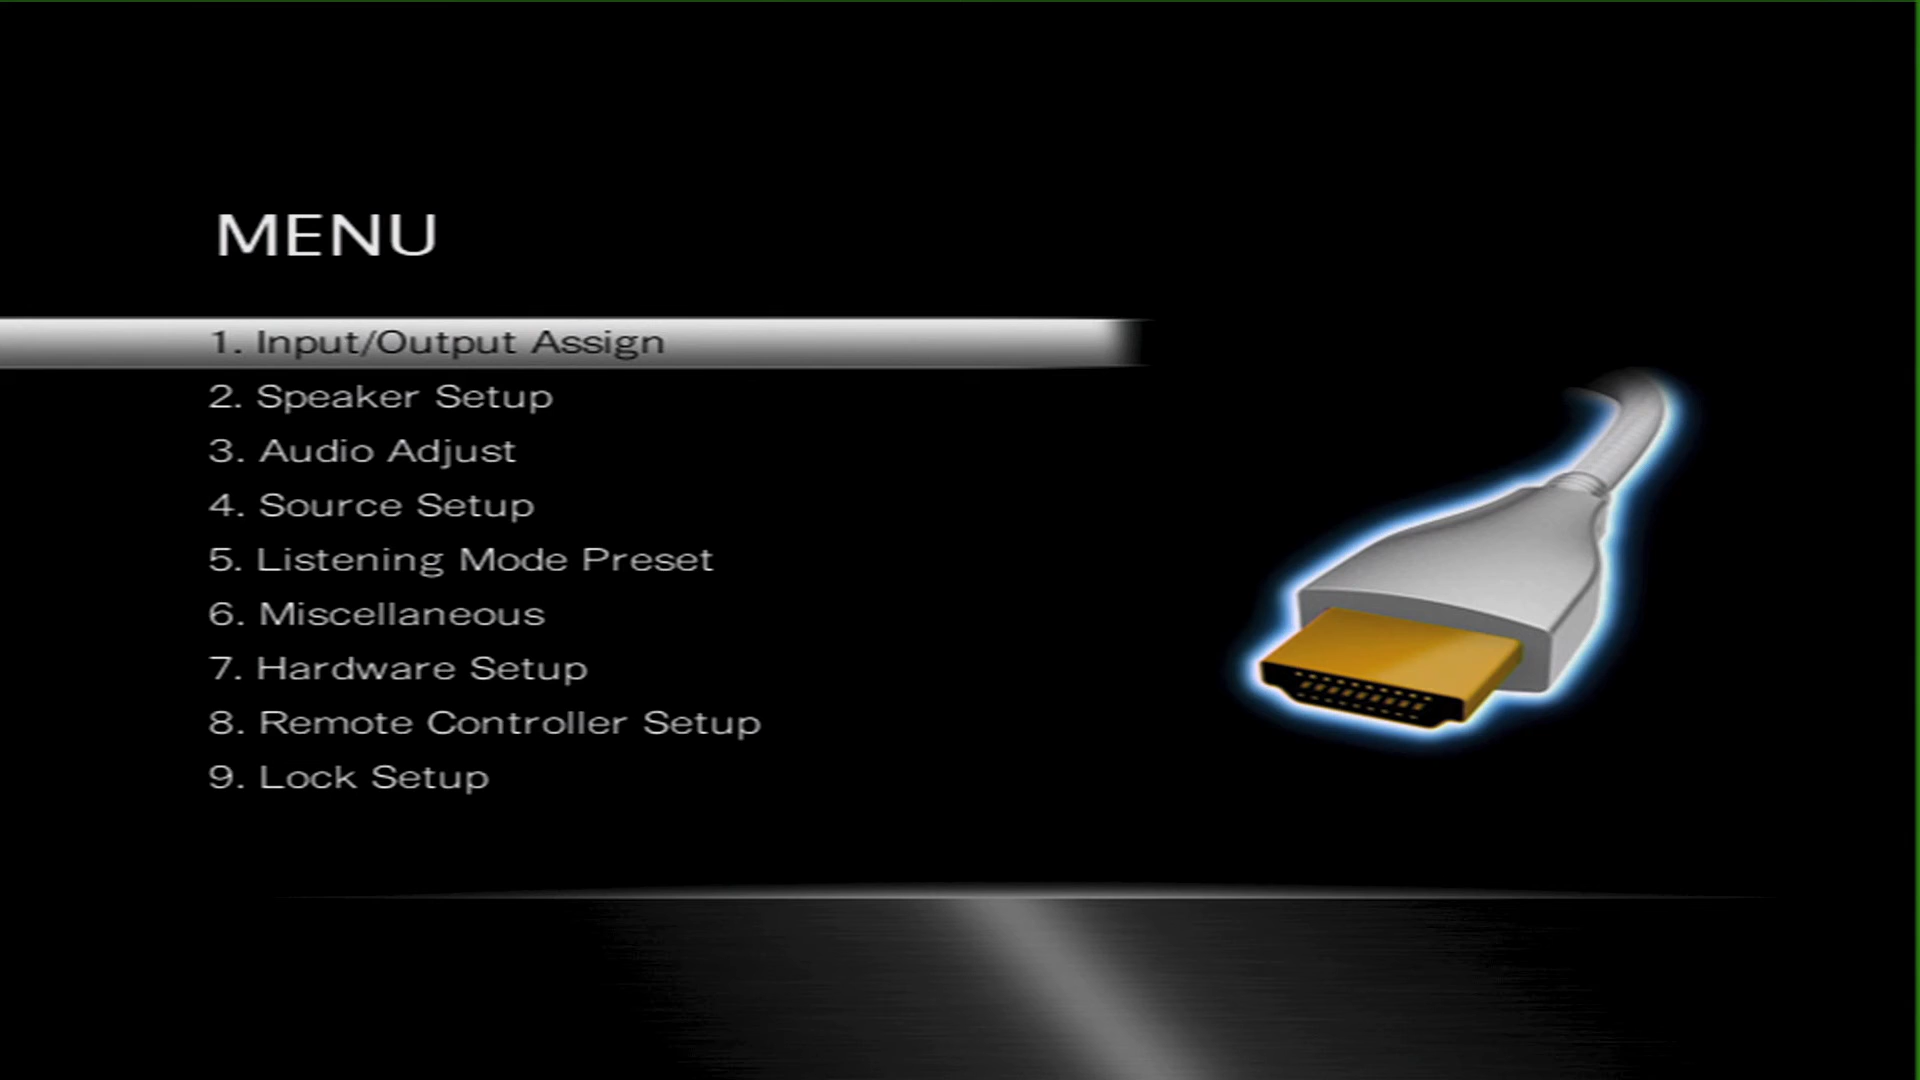 MENU
1. Input/Output Assign
2. Speaker Setup
3. Audio Adjust
4. Source Setup
5. Listening Mode Preset
6. Miscellaneous
7. Hardware Setup
8. Remote Controller Setup
9. Lock Setup